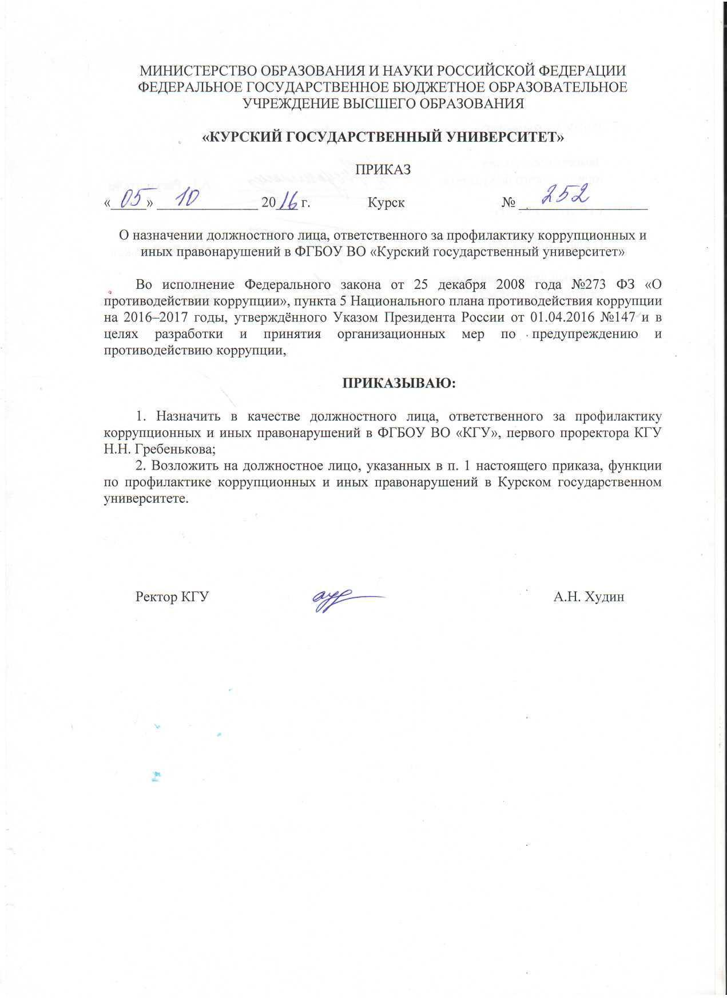 МИНИСТЕРСТВО ОБРАЗОВАНИЯ И НАУКИ РОССИЙСКОЙ ФЕДЕРАЦИИ
ФЕДЕРАЛЬНОЕ ГОСУДАРСТВЕННОЕ БЮДЖЕТНОЕ ОБРАЗОВАТЕЛЬНОЕ
УЧРЕЖДЕНИЕ ВЫСШЕГО ОБРАЗОВАНИЯ
«КУРСКИЙ ГОСУДАРСТВЕННЫЙ УНИВЕРСИТЕТ»
ПРИКАЗ
«05» 10 2016 г. Курск № 252
О назначении должностного лица, ответственного за профилактику коррупционных и
иных правонарушений в ФГБОУ ВО «Курский государственный университет»
Во исполнение Федерального закона от 25 декабря 2008 года №273 ФЗ «О
противодействии коррупции», пункта 5 Национального плана противодействия коррупции
на 2016–2017 годы, утверждённого Указом Президента России от 01.04.2016 №147 и в
целях разработки и принятия организационных мер по предупреждению и
противодействию коррупции,
ПРИКАЗЫВАЮ:
1. Назначить в качестве должностного лица, ответственного за профилактику
коррупционных и иных правонарушений в ФГБОУ ВО «КГУ», первого проректора КГУ
Н.Н. Гребенькова;
2. Возложить на должностное лицо, указанных в п. 1 настоящего приказа, функции
по профилактике коррупционных и иных правонарушений в Курском государственном
университете.
Ректор КГУ А.Н. Худин